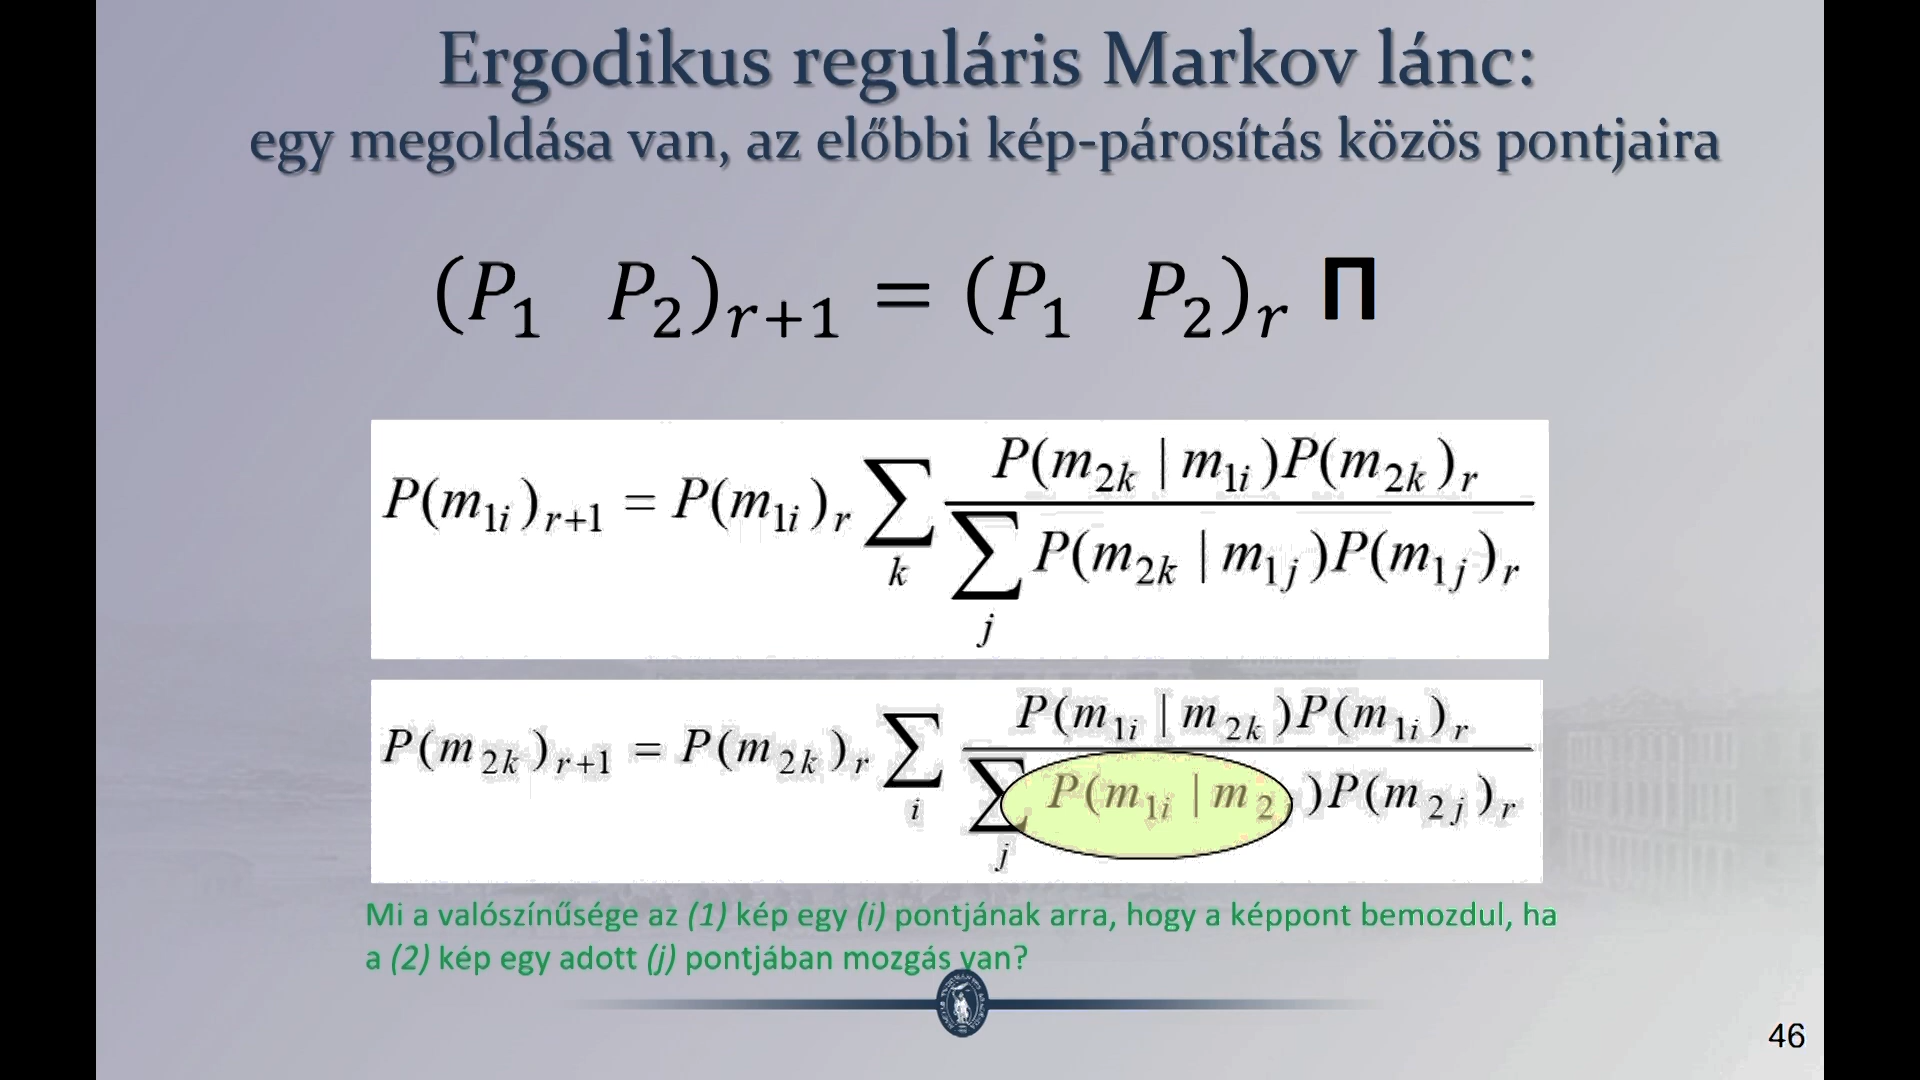 Ergodikus reguláris Markov lánc:
egy megoldása van, az előbbi kép-párosítás közös pontjaira
(P₁ P₂)ᵣ₊₁ = (P₁ P₂)ᵣ Π
P(m₁ᵢ)ᵣ₊₁ = P(m₁ᵢ)ᵣ ∑ₖ P(m₂ₖ | m₁ᵢ)P(m₂ₖ)ᵣ / ∑ⱼ P(m₂ₖ | m₁ⱼ)P(m₁ⱼ)ᵣ
P(m₂ₖ)ᵣ₊₁ = P(m₂ₖ)ᵣ ∑ᵢ P(m₁ᵢ | m₂ₖ)P(m₁ᵢ)ᵣ / ∑ⱼ P(m₁ᵢ | m₂ )P(m₂ⱼ)ᵣ
Mi a valószínűsége az (1) kép egy (i) pontjának arra, hogy a képpont bemozdul, ha
a (2) kép egy adott (j) pontjában mozgás van?
46